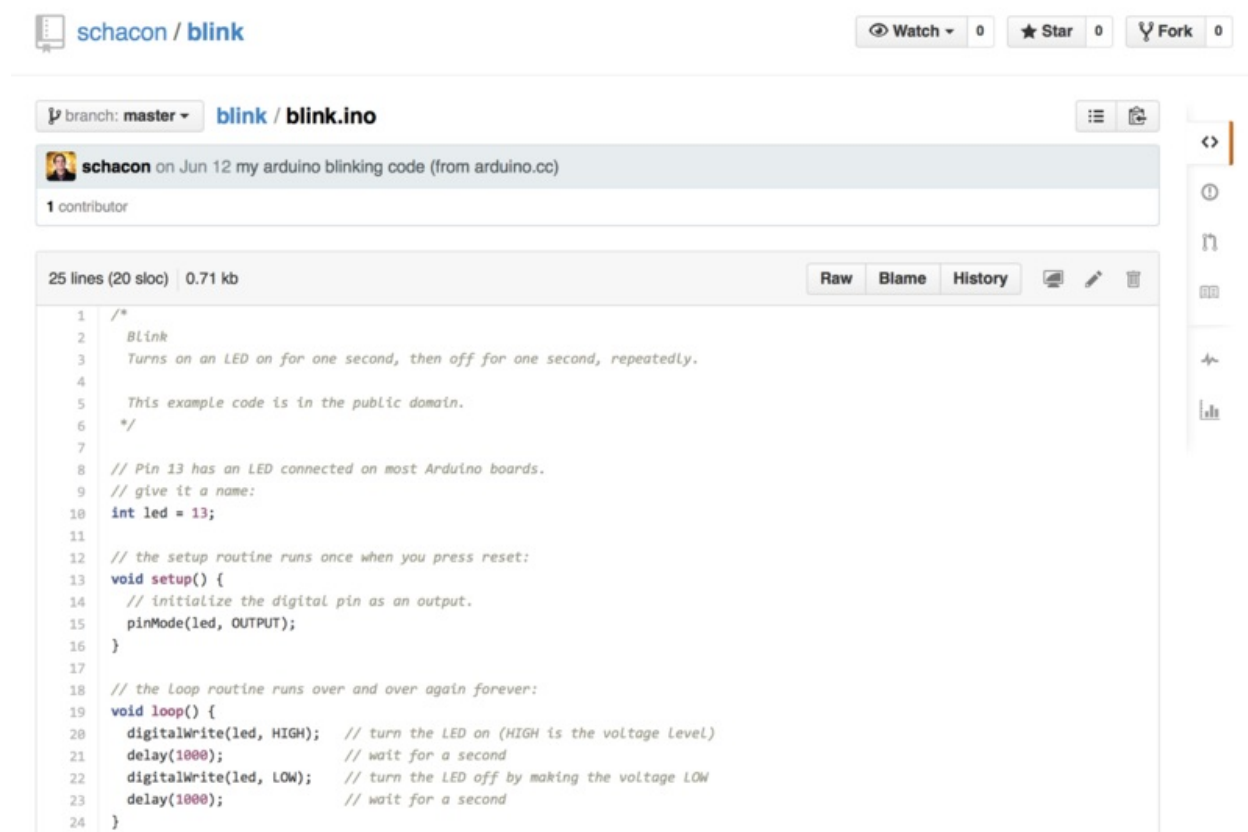 schacon / blink
Watch 0 Star 0 Fork 0
branch: master blink / blink.ino
schacon on Jun 12 my arduino blinking code (from arduino.cc)
1 contributor
25 lines (20 sloc) 0.71 kb Raw Blame History
1 /*
2   Blink
3   Turns on an LED on for one second, then off for one second, repeatedly.
4
5   This example code is in the public domain.
6  */
7
8 // Pin 13 has an LED connected on most Arduino boards.
9 // give it a name:
10 int led = 13;
11
12 // the setup routine runs once when you press reset:
13 void setup() {
14   // initialize the digital pin as an output.
15   pinMode(led, OUTPUT);
16 }
17
18 // the loop routine runs over and over again forever:
19 void loop() {
20   digitalWrite(led, HIGH);   // turn the LED on (HIGH is the voltage level)
21   delay(1000);               // wait for a second
22   digitalWrite(led, LOW);    // turn the LED off by making the voltage LOW
23   delay(1000);               // wait for a second
24 }